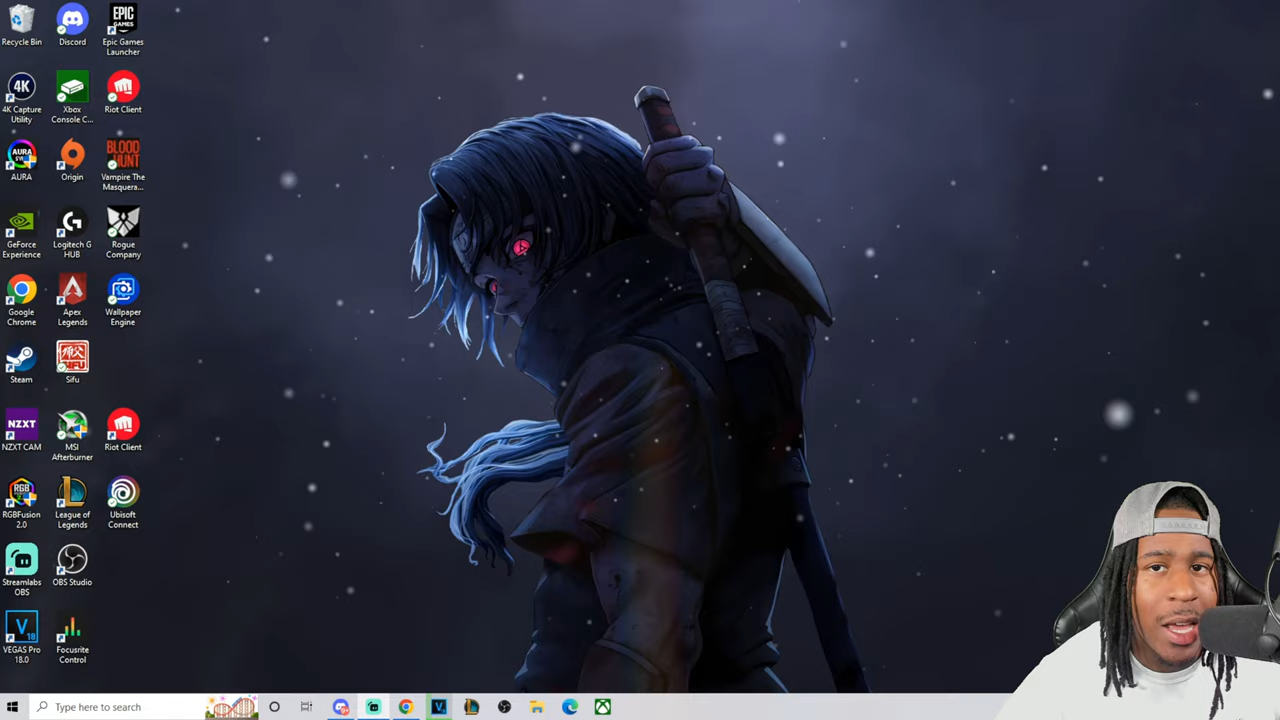 Recycle Bin
Discord
EPIC
GAMES
Epic Games
Launcher
4K
4K Capture
Utility
Xbox
Console C...
Riot Client
AURA
AURA
Origin
BLOOD
HUNT
Vampire The
Masquera...
GeForce
Experience
Logitech G
HUB
Rogue
Company
Google
Chrome
Apex
Legends
Wallpaper
Engine
Steam
Sifu
NZXT
NZXT CAM
MSI
Afterburner
Riot Client
RGB
RGBFusion
2.0
League of
Legends
Ubisoft
Connect
Streamlabs
OBS
OBS Studio
V
18
VEGAS Pro
18.0
Focusrite
Control
Type here to search
V